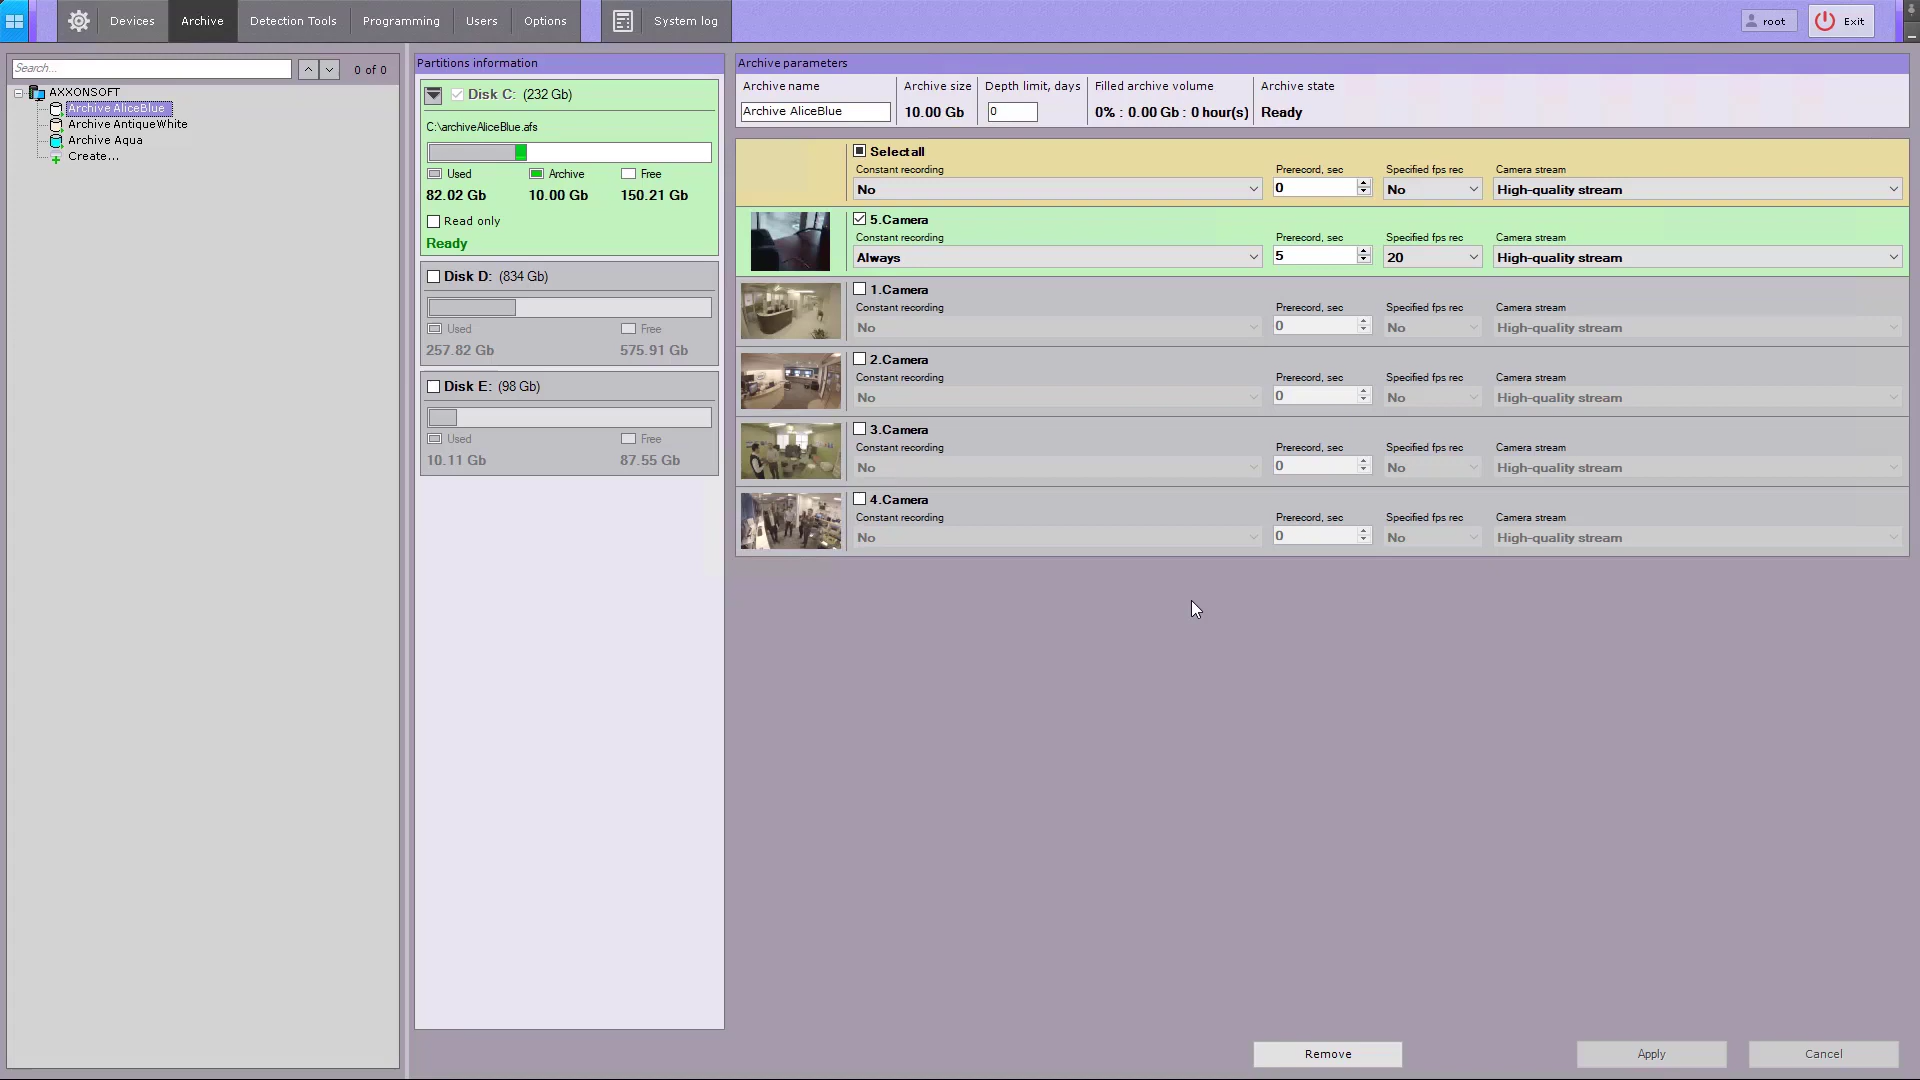 Devices Archive Detection Tools Programming Users Options System log root Exit
Search... 0 of 0
AXXONSOFT
Archive AliceBlue
Archive AntiqueWhite
Archive Aqua
Create...
Partitions information
Disk C: (232 Gb)
C:\archiveAliceBlue.afs
Used Archive Free
82.02 Gb 10.00 Gb 150.21 Gb
Read only
Ready
Disk D: (834 Gb)
Used Free
257.82 Gb 575.91 Gb
Disk E: (98 Gb)
Used Free
10.11 Gb 87.55 Gb
Archive parameters
Archive name Archive size Depth limit, days Filled archive volume Archive state
Archive AliceBlue 10.00 Gb 0 0% : 0.00 Gb : 0 hour(s) Ready
Select all
Constant recording Prerecord, sec Specified fps rec Camera stream
No 0 No High-quality stream
5.Camera
Constant recording Prerecord, sec Specified fps rec Camera stream
Always 5 20 High-quality stream
1.Camera
Constant recording Prerecord, sec Specified fps rec Camera stream
No 0 No High-quality stream
2.Camera
Constant recording Prerecord, sec Specified fps rec Camera stream
No 0 No High-quality stream
3.Camera
Constant recording Prerecord, sec Specified fps rec Camera stream
No 0 No High-quality stream
4.Camera
Constant recording Prerecord, sec Specified fps rec Camera stream
No 0 No High-quality stream
Remove Apply Cancel